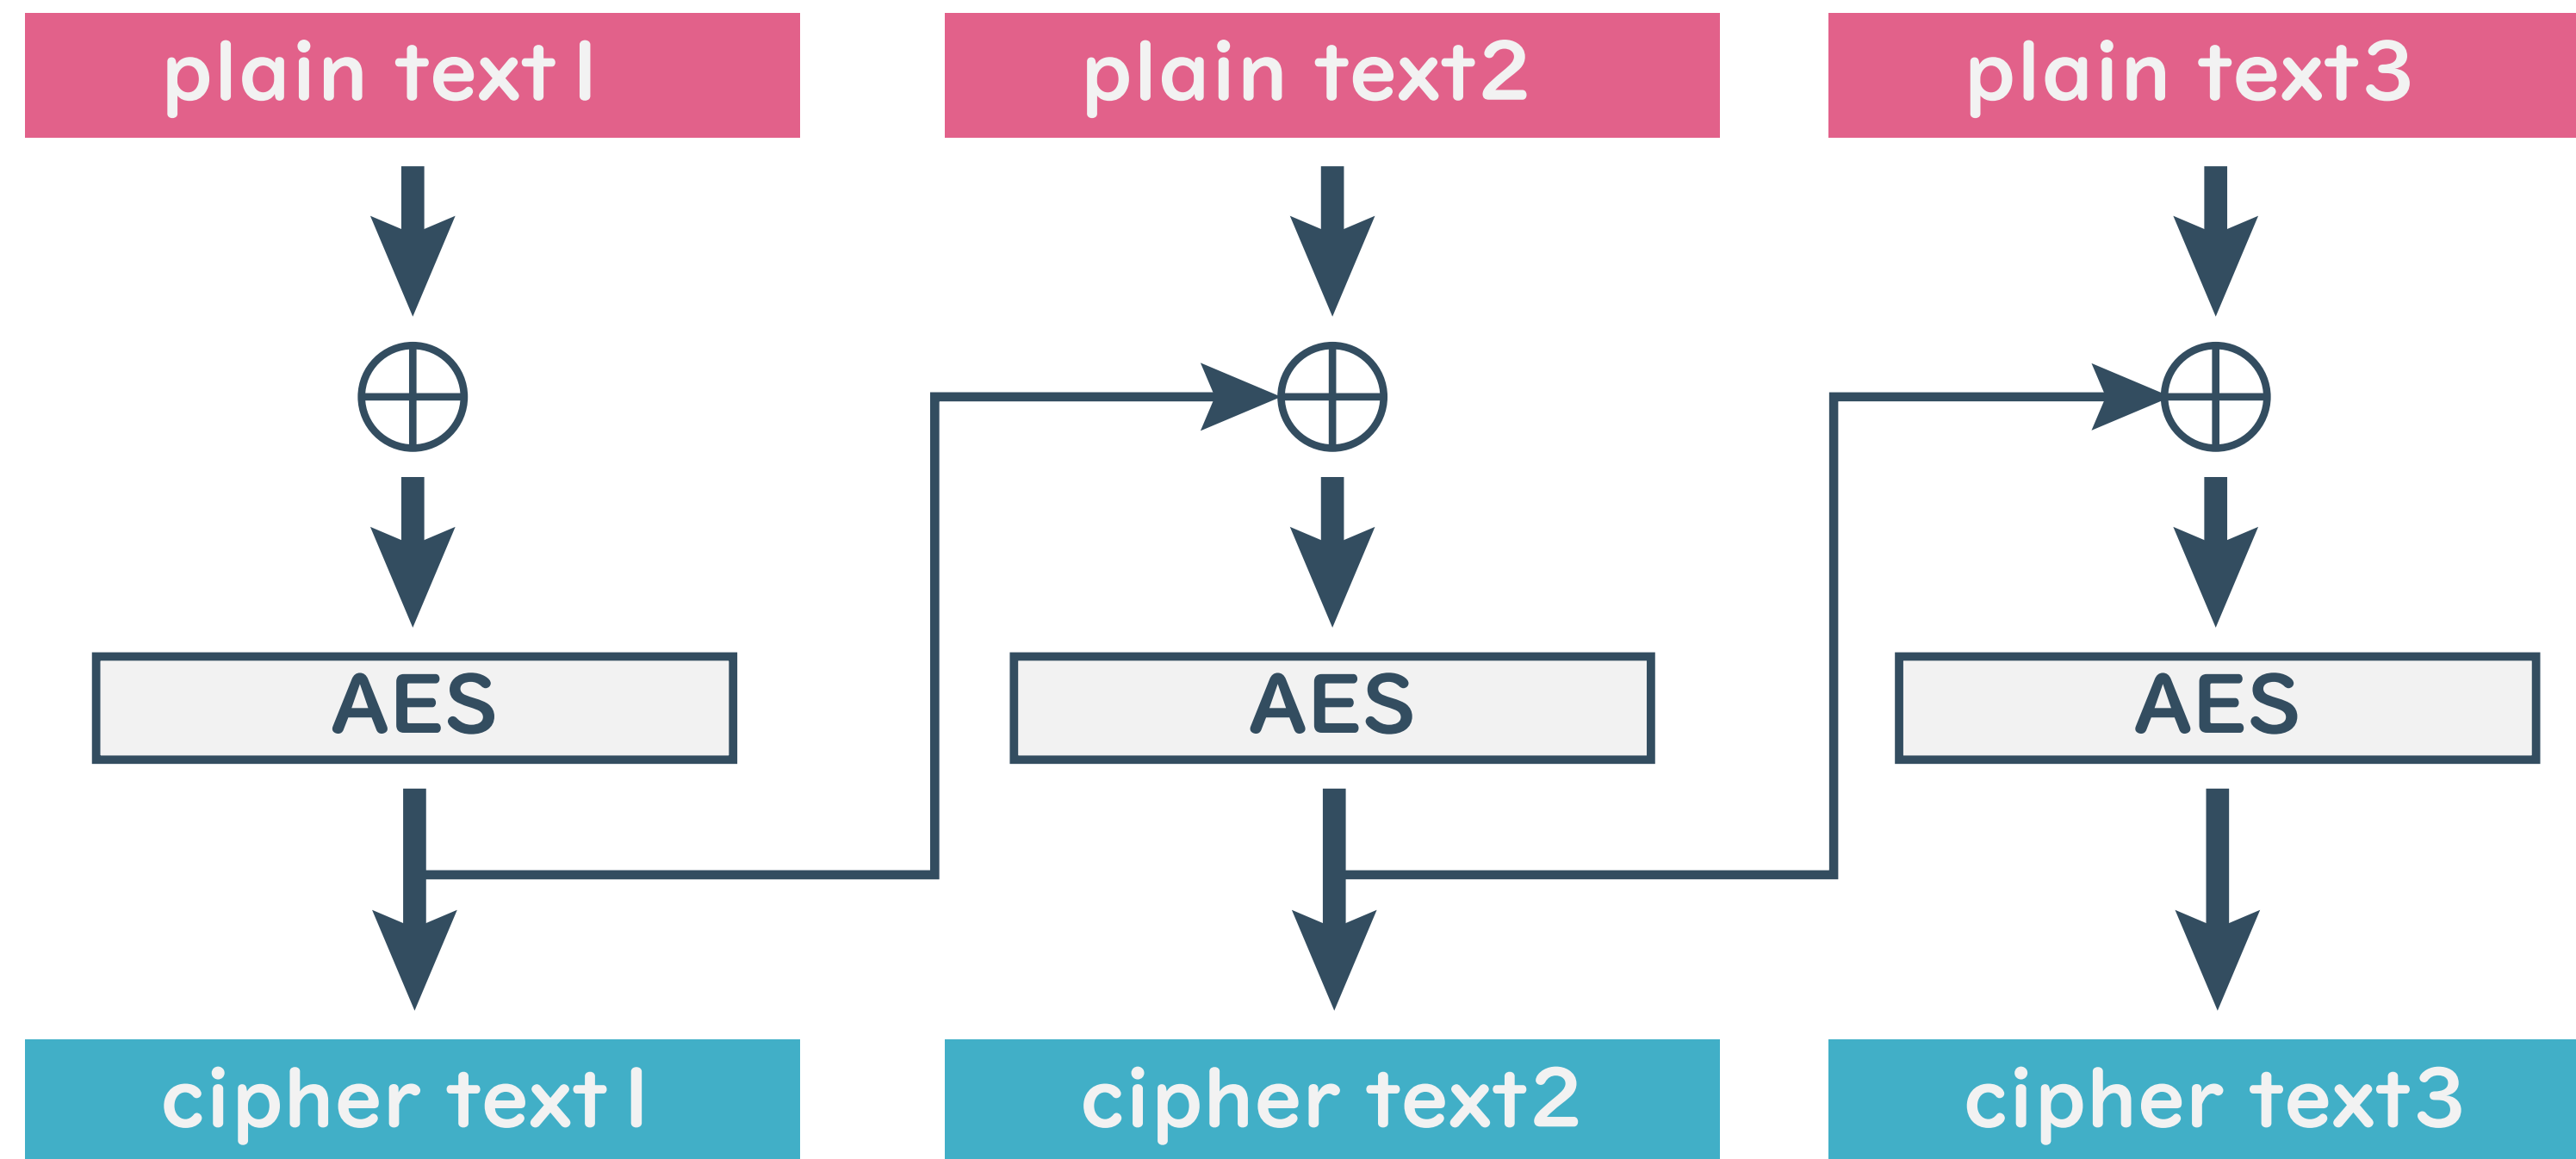 plain text1
plain text2
plain text3
AES
AES
AES
cipher text1
cipher text2
cipher text3